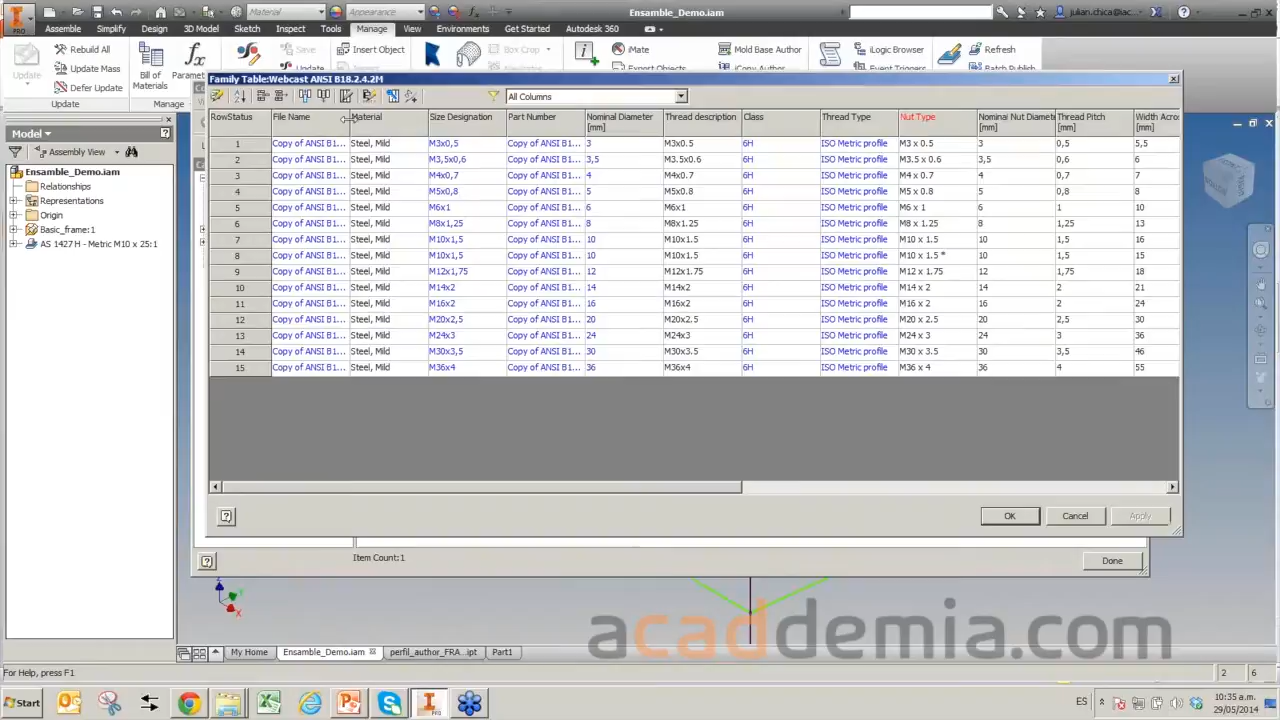 Material Appearance Ensamble_Demo.iam julian.chica@iac...
Assemble Simplify Design 3D Model Sketch Inspect Tools Manage View Environments Get Started Autodesk 360
PRO Update Rebuild All Update Mass Defer Update Bill of Materials Save Update Insert Object Box Crop iMate Export Objects Mold Base Author iCopy Author iLogic Browser Event Triggers Refresh Batch Publish
Update Manage
Family Table:Webcast ANSI B18.2.4.2M
All Columns
RowStatus File Name Material Size Designation Part Number Nominal Diameter [mm] Thread description Class Thread Type Nut Type Thread Pitch [mm]
1 Copy of ANSI B1... Steel, Mild M3x0,5 Copy of ANSI B1... 3 M3x0.5 6H ISO Metric profile M3 x 0.5 3 0,5 5,5
2 Copy of ANSI B1... Steel, Mild M3,5x0,6 Copy of ANSI B1... 3,5 M3.5x0.6 6H ISO Metric profile M3.5 x 0.6 3,5 0,6 6
3 Copy of ANSI B1... Steel, Mild M4x0,7 Copy of ANSI B1... 4 M4x0.7 6H ISO Metric profile M4 x 0.7 4 0,7 7
4 Copy of ANSI B1... Steel, Mild M5x0,8 Copy of ANSI B1... 5 M5x0.8 6H ISO Metric profile M5 x 0.8 5 0,8 8
5 Copy of ANSI B1... Steel, Mild M6x1 Copy of ANSI B1... 6 M6x1 6H ISO Metric profile M6 x 1 6 1 10
6 Copy of ANSI B1... Steel, Mild M8x1,25 Copy of ANSI B1... 8 M8x1.25 6H ISO Metric profile M8 x 1.25 8 1,25 13
7 Copy of ANSI B1... Steel, Mild M10x1,5 Copy of ANSI B1... 10 M10x1.5 6H ISO Metric profile M10 x 1.5 10 1,5 16
8 Copy of ANSI B1... Steel, Mild M10x1,5 Copy of ANSI B1... 10 M10x1.5 6H ISO Metric profile M10 x 1.5 * 10 1,5 15
9 Copy of ANSI B1... Steel, Mild M12x1,75 Copy of ANSI B1... 12 M12x1.75 6H ISO Metric profile M12 x 1.75 12 1,75 18
10 Copy of ANSI B1... Steel, Mild M14x2 Copy of ANSI B1... 14 M14x2 6H ISO Metric profile M14 x 2 14 2 21
11 Copy of ANSI B1... Steel, Mild M16x2 Copy of ANSI B1... 16 M16x2 6H ISO Metric profile M16 x 2 16 2 24
12 Copy of ANSI B1... Steel, Mild M20x2,5 Copy of ANSI B1... 20 M20x2.5 6H ISO Metric profile M20 x 2.5 20 2,5 30
13 Copy of ANSI B1... Steel, Mild M24x3 Copy of ANSI B1... 24 M24x3 6H ISO Metric profile M24 x 3 24 3 36
14 Copy of ANSI B1... Steel, Mild M30x3,5 Copy of ANSI B1... 30 M30x3.5 6H ISO Metric profile M30 x 3.5 30 3,5 46
15 Copy of ANSI B1... Steel, Mild M36x4 Copy of ANSI B1... 36 M36x4 6H ISO Metric profile M36 x 4 36 4 55
OK Cancel Apply
Item Count:1
Done
Model
Assembly View
Ensamble_Demo.iam
Relationships
Representations
Origin
Basic_frame:1
AS 1427 H - Metric M10 x 25:1
Z Y X
acaddemia.com
My Home Ensamble_Demo.iam perfil_author_FRA...ipt Part1
For Help, press F1 2 6
Start ES 10:35 a.m.
29/05/2014